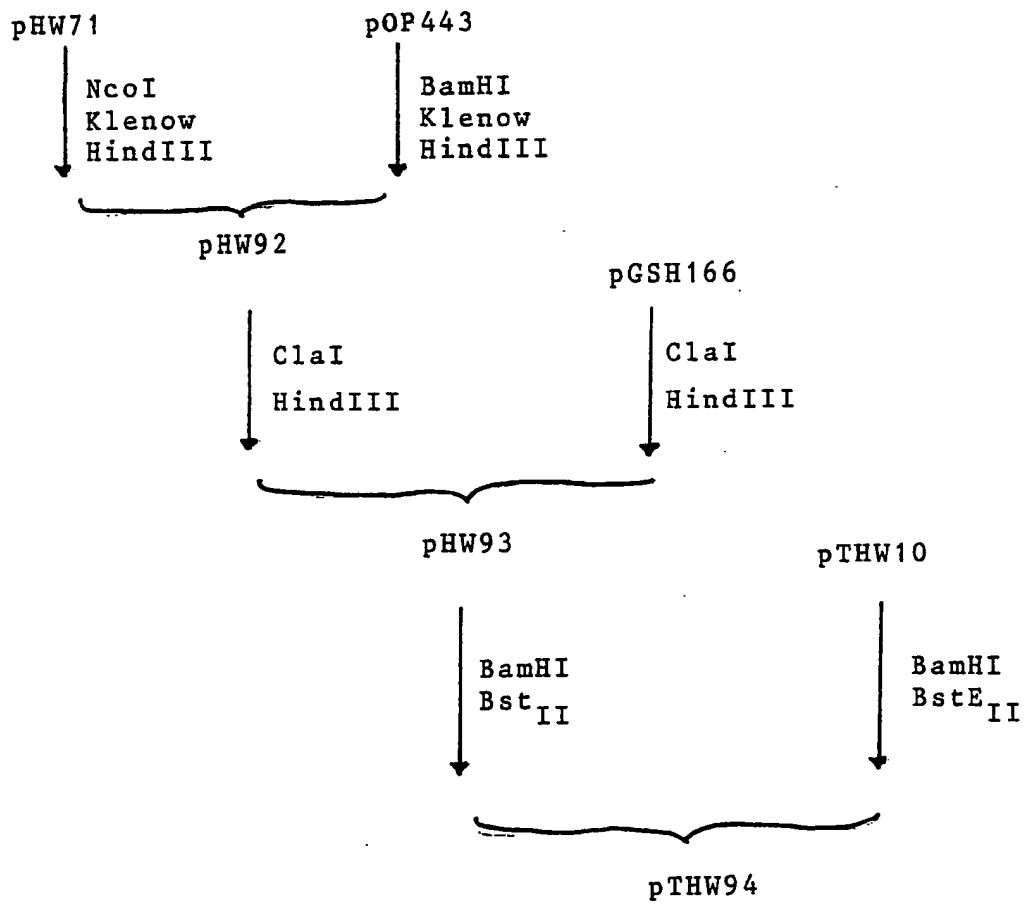 pHW71
pOP443
NcoI
Klenow
HindIII
BamHI
Klenow
HindIII
pHW92
pGSH166
ClaI
HindIII
ClaI
HindIII
pHW93
pTHW10
BamHI
BstII
BamHI
BstEII
pTHW94